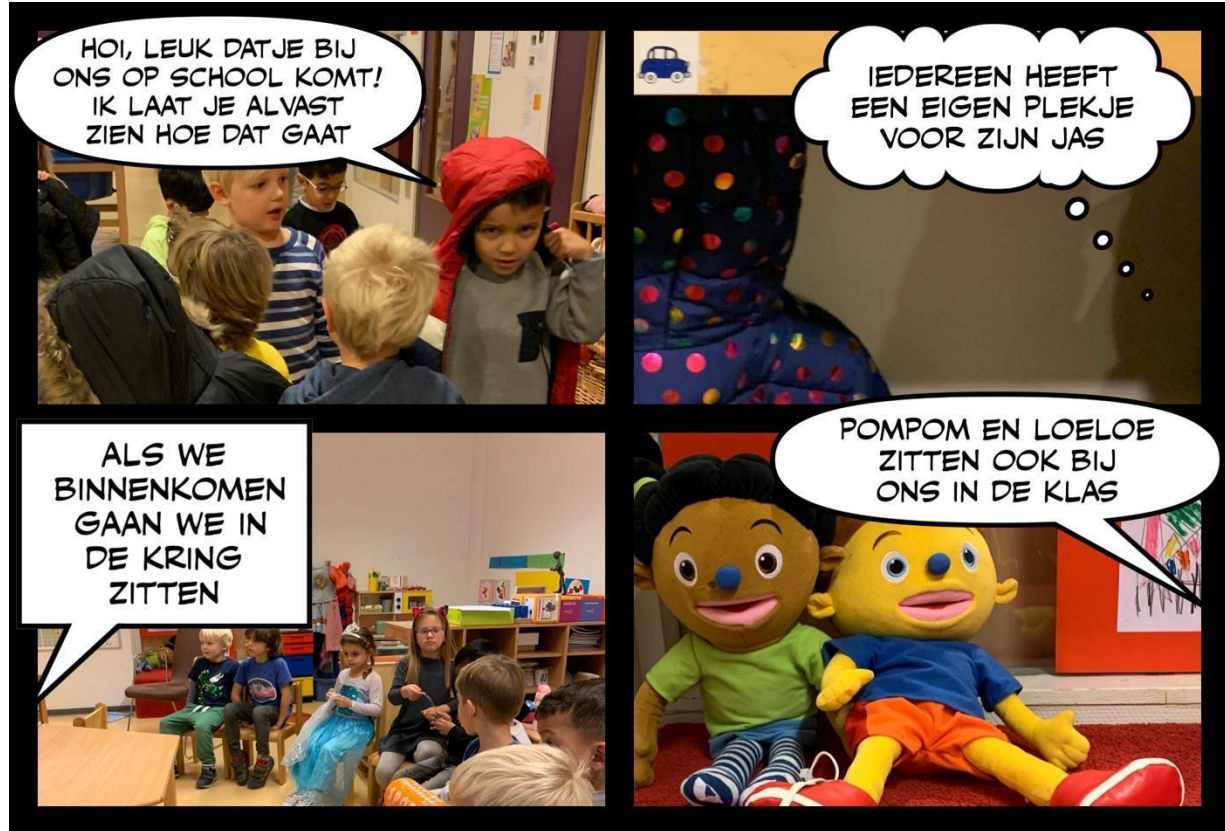 HOI, LEUK DATJE BIJ
ONS OP SCHOOL KOMT!
IK LAAT JE ALVAST
ZIEN HOE DAT GAAT
IEDEREEN HEEFT
EEN EIGEN PLEKJE
VOOR ZIJN JAS
ALS WE
BINNENKOMEN
GAAN WE IN
DE KRING
ZITTEN
POMPOM EN LOELOE
ZITTEN OOK BIJ
ONS IN DE KLAS